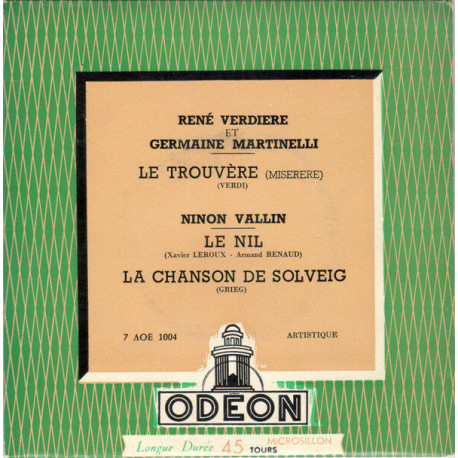 RENÉ VERDIERE
ET
GERMAINE MARTINELLI
LE TROUVÈRE (MISERERE)
(VERDI)
NINON VALLIN
LE NIL
(Xavier LEROUX - Armand RENAUD)
LA CHANSON DE SOLVEIG
(GRIEG)
7 AOE 1004 ARTISTIQUE
ODÉON
Longue Durée 45 TOURS MICROSILLON